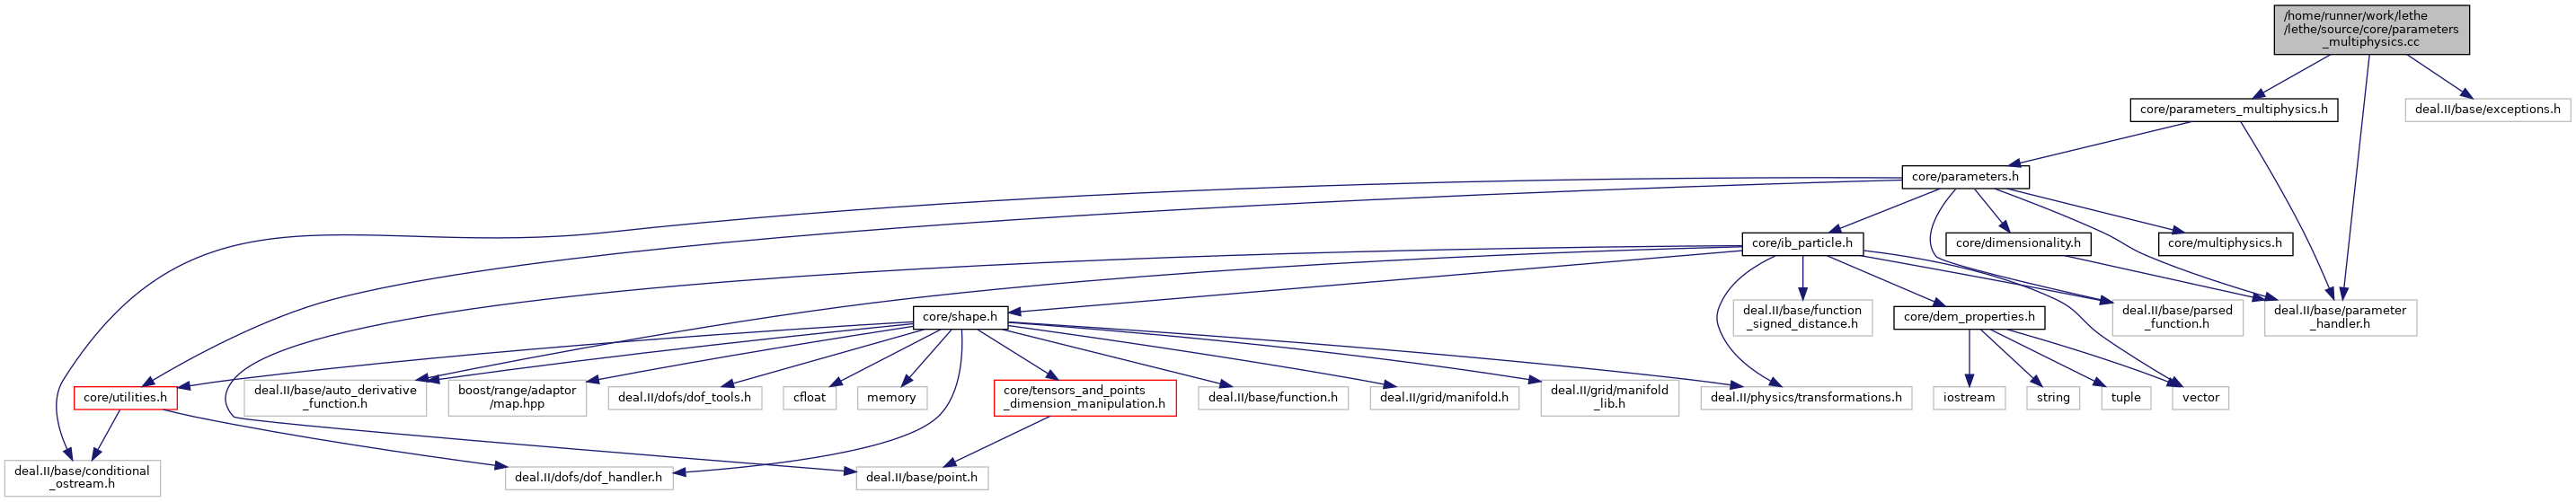 /home/runner/work/lethe
/lethe/source/core/parameters
_multiphysics.cc
core/parameters_multiphysics.h
deal.II/base/exceptions.h
core/parameters.h
core/ib_particle.h
core/dimensionality.h
core/multiphysics.h
core/shape.h
deal.II/base/function
_signed_distance.h
core/dem_properties.h
deal.II/base/parsed
_function.h
deal.II/base/parameter
_handler.h
core/utilities.h
deal.II/base/auto_derivative
_function.h
boost/range/adaptor
/map.hpp
deal.II/dofs/dof_tools.h
cfloat
memory
core/tensors_and_points
_dimension_manipulation.h
deal.II/base/function.h
deal.II/grid/manifold.h
deal.II/grid/manifold
_lib.h
deal.II/physics/transformations.h
iostream
string
tuple
vector
deal.II/base/conditional
_ostream.h
deal.II/dofs/dof_handler.h
deal.II/base/point.h